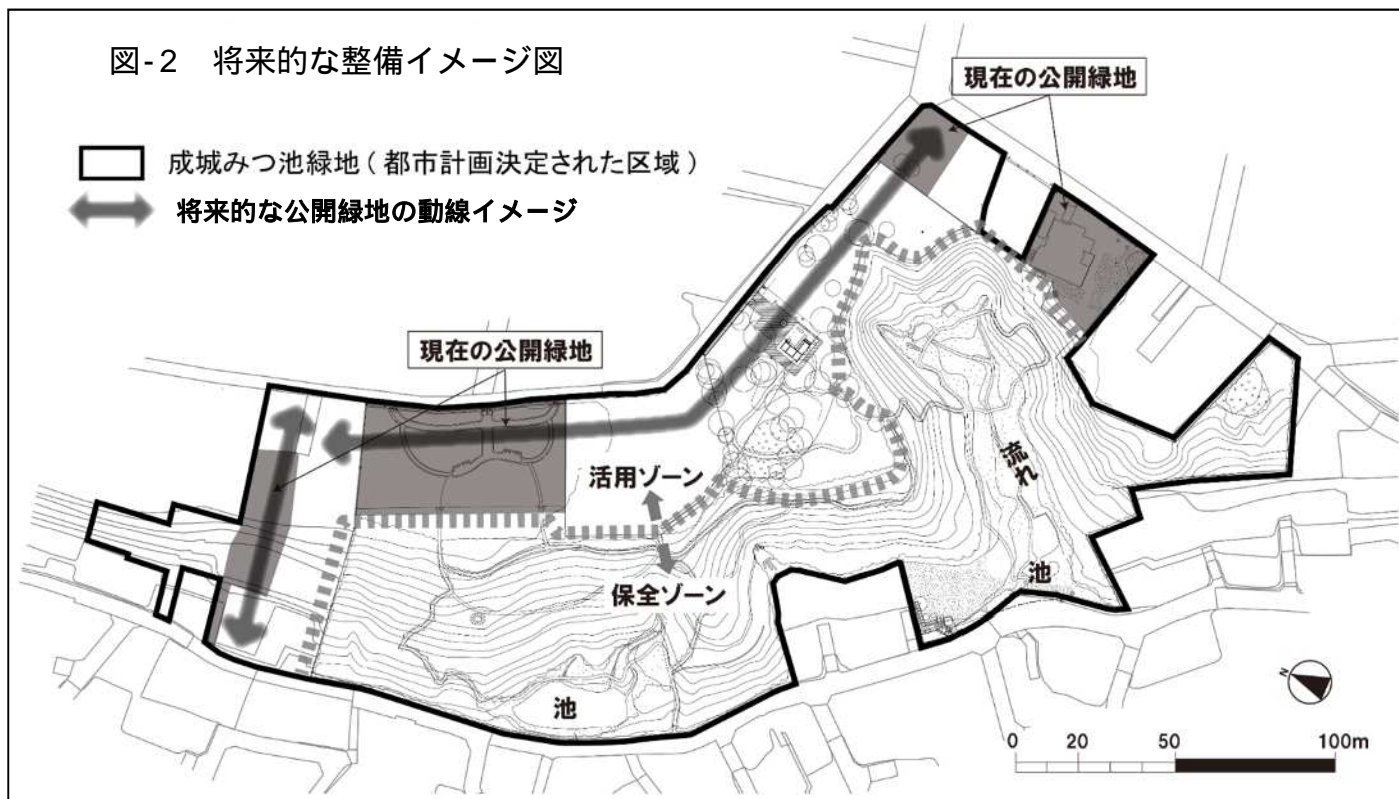 図-2 将来的な整備イメージ図
現在の公開緑地
成城みつ池緑地(都市計画決定された区域)
将来的な公開緑地の動線イメージ
現在の公開緑地
流れ
活用ゾーン
池
保全ゾーン
池
N
0 20 50 100m